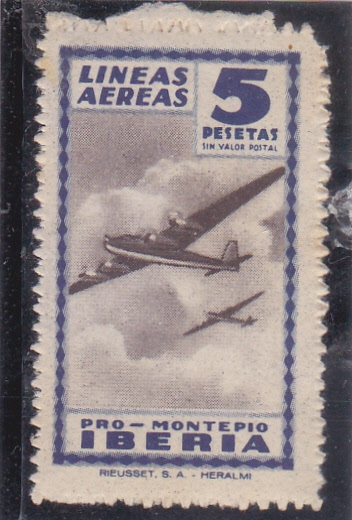 LINEAS
AEREAS
5
PESETAS
SIN VALOR POSTAL
PRO-MONTEPIO
IBERIA
RIEUSSET, S. A. - HERALMI